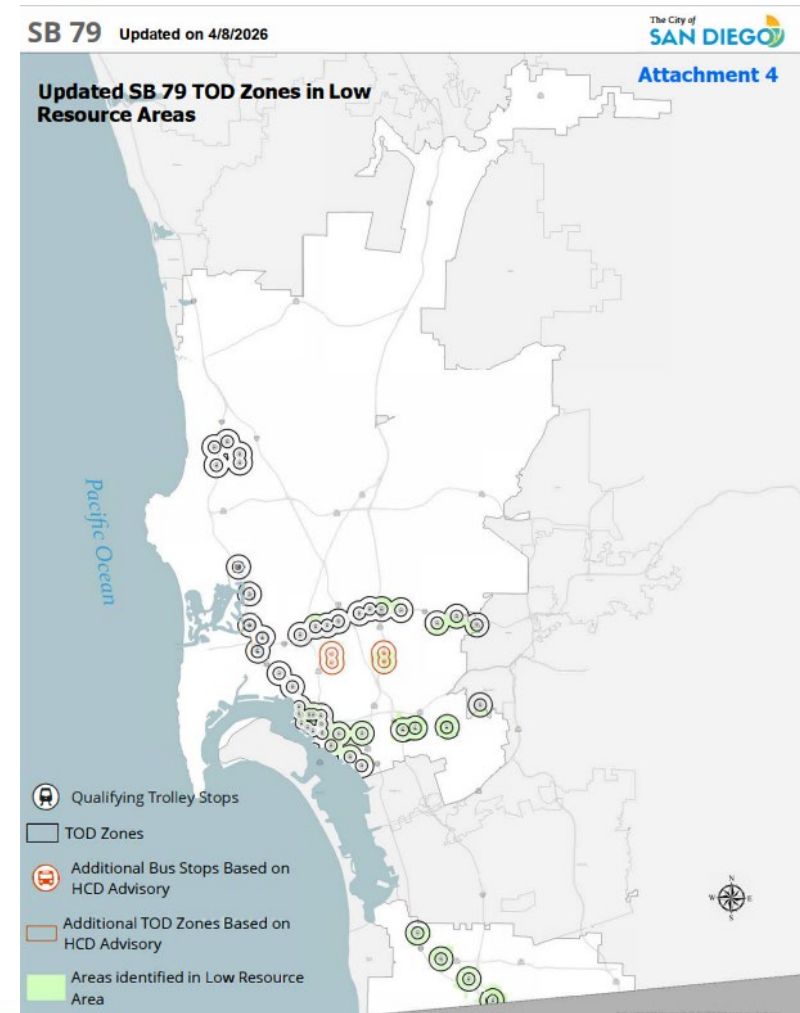 SB 79 Updated on 4/8/2026
The City of
SAN DIEGO
Attachment 4
Updated SB 79 TOD Zones in Low
Resource Areas
Pacific Ocean
Qualifying Trolley Stops
TOD Zones
Additional Bus Stops Based on
HCD Advisory
Additional TOD Zones Based on
HCD Advisory
Areas identified in Low Resource
Area
N
W E
S